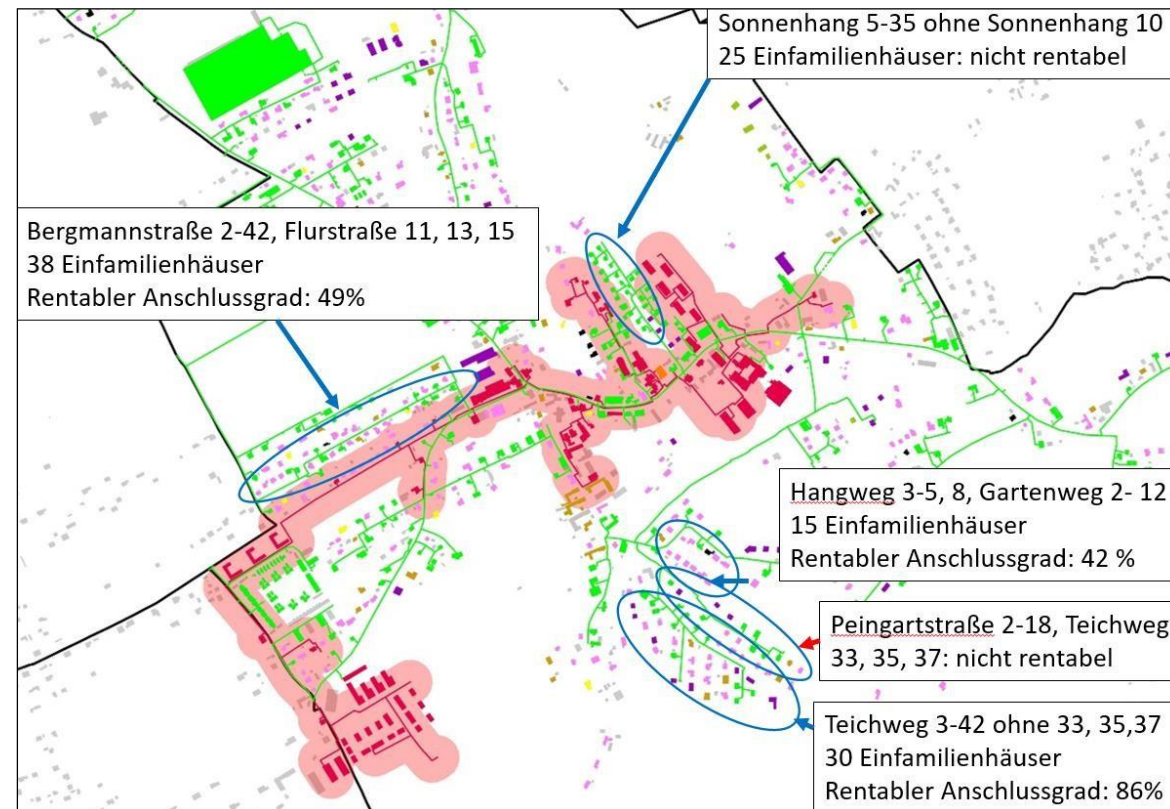 Sonnenhang 5-35 ohne Sonnenhang 10
25 Einfamilienhäuser: nicht rentabel
Bergmannstraße 2-42, Flurstraße 11, 13, 15
38 Einfamilienhäuser
Rentabler Anschlussgrad: 49%
Hangweg 3-5, 8, Gartenweg 2- 12
15 Einfamilienhäuser
Rentabler Anschlussgrad: 42 %
Peingartstraße 2-18, Teichweg
33, 35, 37: nicht rentabel
Teichweg 3-42 ohne 33, 35,37
30 Einfamilienhäuser
Rentabler Anschlussgrad: 86%